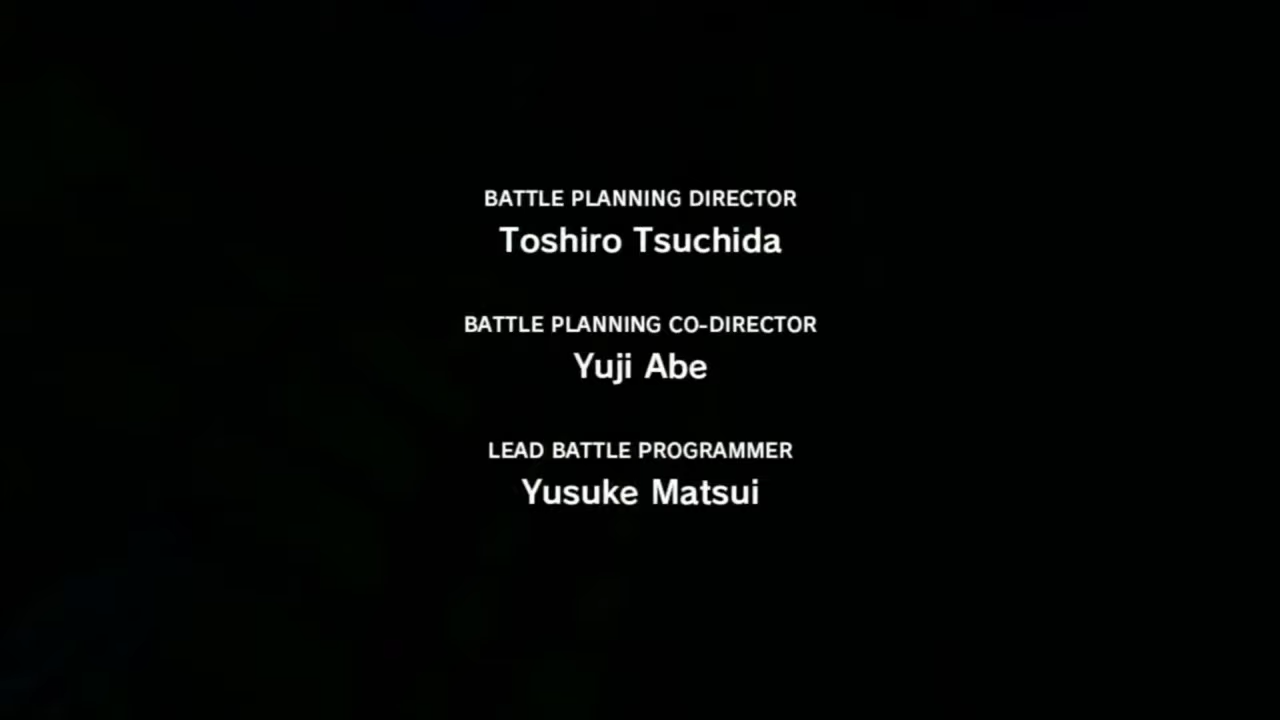 BATTLE PLANNING DIRECTOR
Toshiro Tsuchida
BATTLE PLANNING CO-DIRECTOR
Yuji Abe
LEAD BATTLE PROGRAMMER
Yusuke Matsui